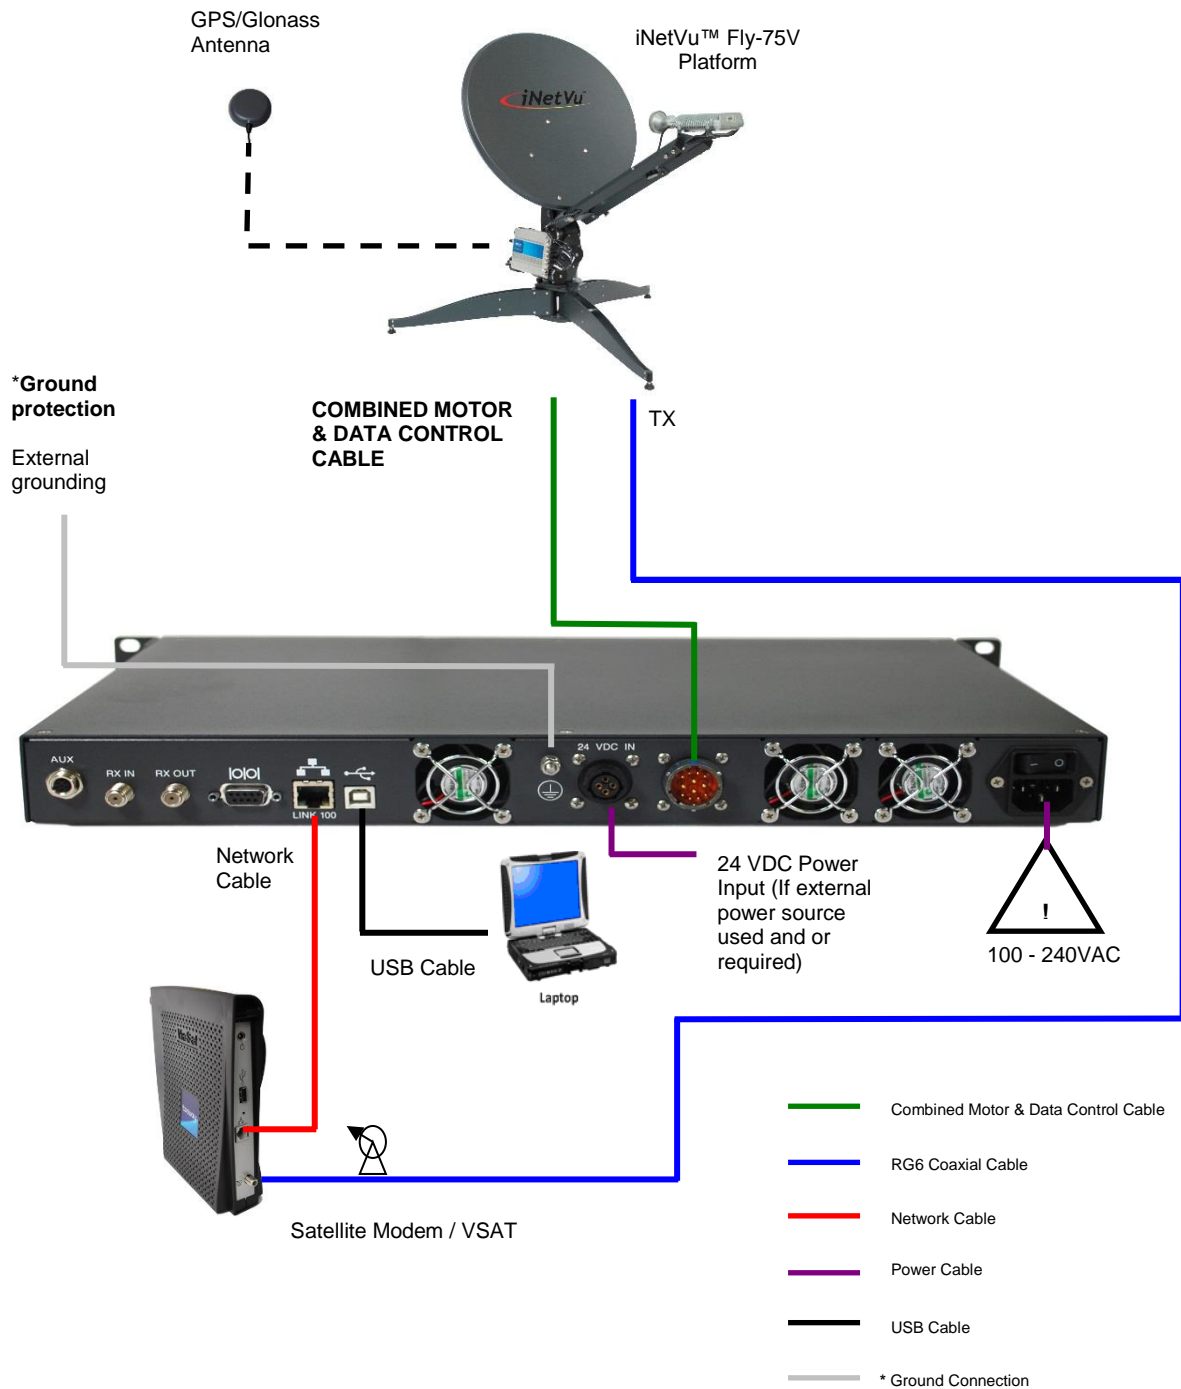 GPS/Glonass
Antenna
iNetVu™ Fly-75V
Platform
iNetVu
*Ground
protection
External
grounding
COMBINED MOTOR
& DATA CONTROL
CABLE
TX
AUX
RX IN
RX OUT
|O|O|
LINK 100
24 VDC IN
Network
Cable
USB Cable
Laptop
24 VDC Power
Input (If external
power source
used and or
required)
!
100 - 240VAC
ViaSat
Satellite Modem / VSAT
Combined Motor & Data Control Cable
RG6 Coaxial Cable
Network Cable
Power Cable
USB Cable
* Ground Connection